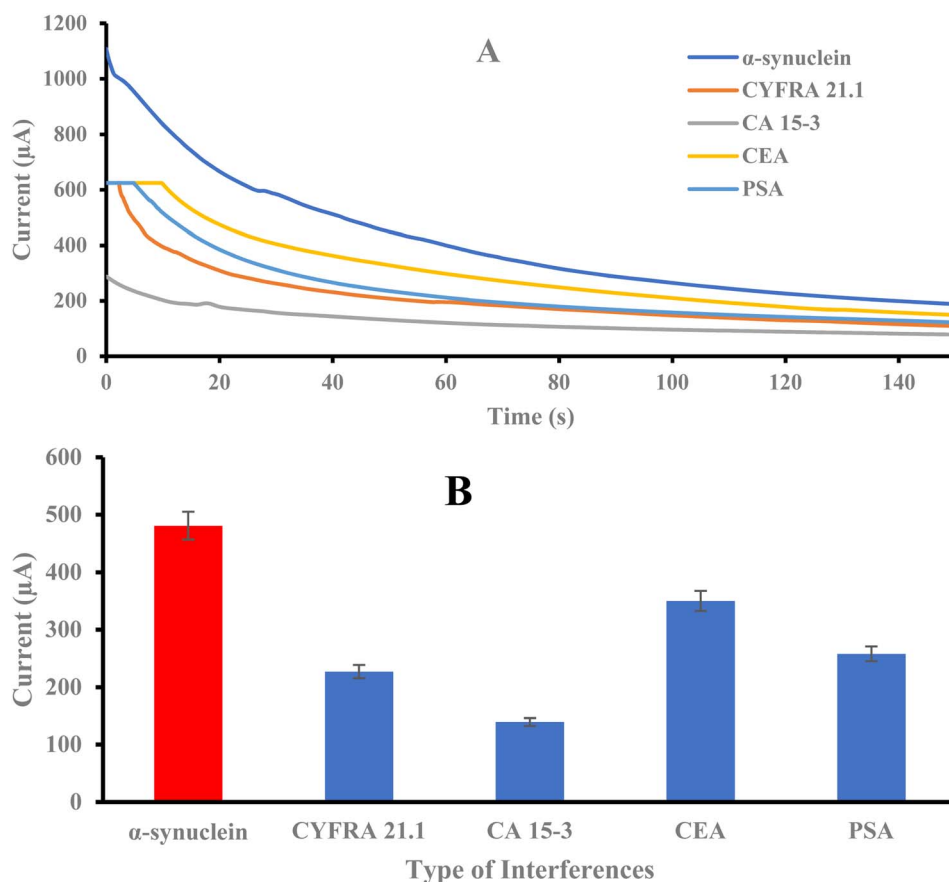 A
1200
1000
800
600
400
200
0
Current (µA)
0 20 40 60 80 100 120 140
Time (s)
α-synuclein
CYFRA 21.1
CA 15-3
CEA
PSA
B
600
500
400
300
200
100
0
Current (µA)
α-synuclein CYFRA 21.1 CA 15-3 CEA PSA
Type of Interferences